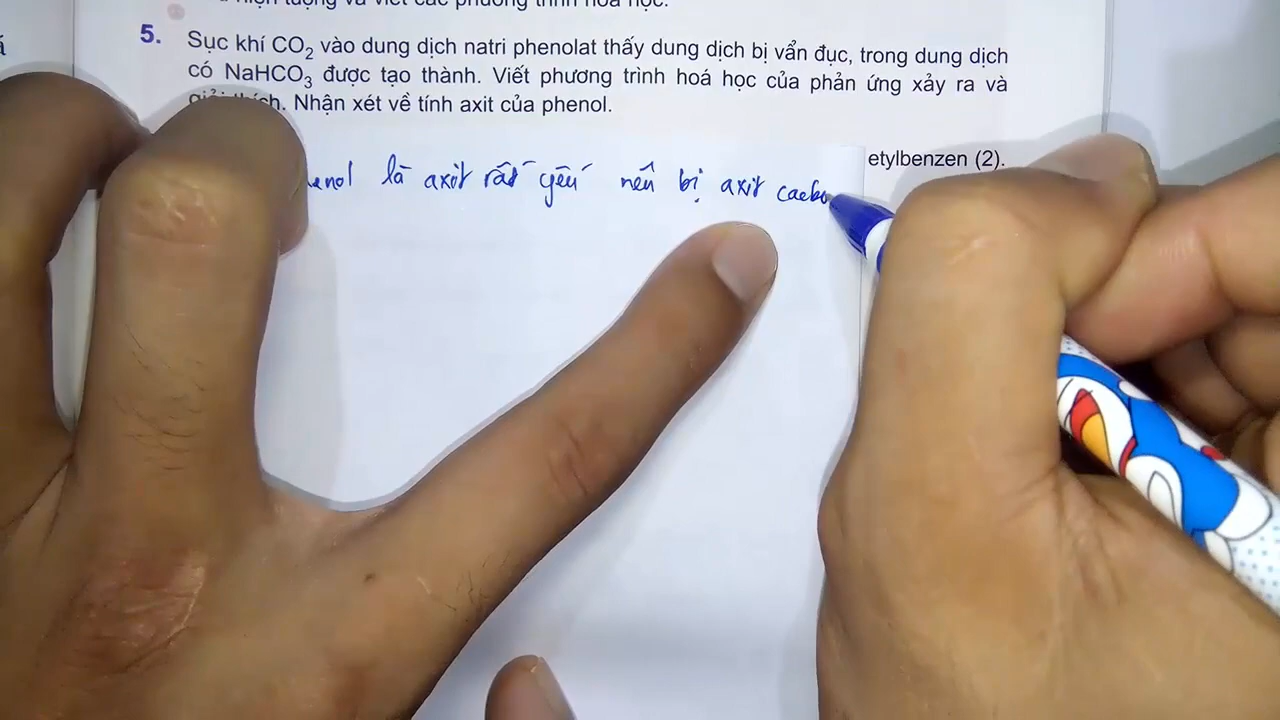 5. Sục khí CO₂ vào dung dịch natri phenolat thấy dung dịch bị vẩn đục, trong dung dịch
có NaHCO₃ được tạo thành. Viết phương trình hoá học của phản ứng xảy ra và
giải thích. Nhận xét về tính axit của phenol.
etylbenzen (2).
là axit rất yếu nên bị axit